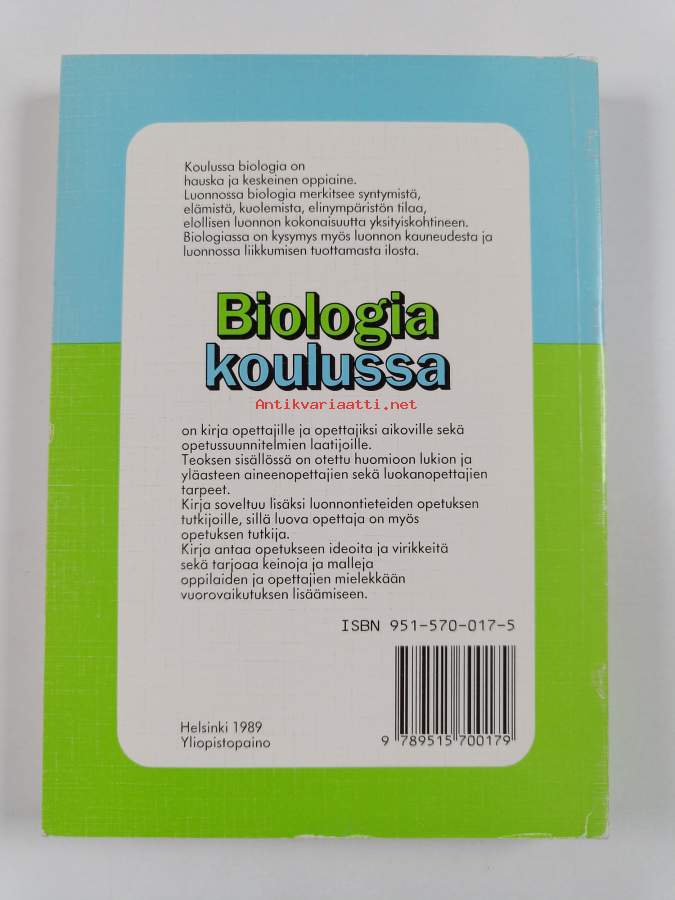 Koulussa biologia on
hauska ja keskeinen oppiaine.
Luonnossa biologia merkitsee syntymistä,
elämistä, kuolemista, elinympäristön tilaa,
elollisen luonnon kokonaisuutta yksityiskohtineen.
Biologiassa on kysymys myös luonnon kauneudesta ja
luonnossa liikkumisen tuottamasta ilosta.
Biologia
koulussa
Antikvariaatti.net
on kirja opettajille ja opettajiksi aikoville sekä
opetussuunnitelmien laatijoille.
Teoksen sisällössä on otettu huomioon lukion ja
yläasteen aineenopettajien sekä luokanopettajien
tarpeet.
Kirja soveltuu lisäksi luonnontieteiden opetuksen
tutkijoille, sillä luova opettaja on myös
opetuksen tutkija.
Kirja antaa opetukseen ideoita ja virikkeitä
sekä tarjoaa keinoja ja malleja
oppilaiden ja opettajien mielekkään
vuorovaikutuksen lisäämiseen.
ISBN 951-570-017-5
Helsinki 1989
Yliopistopaino
9 789515 700179